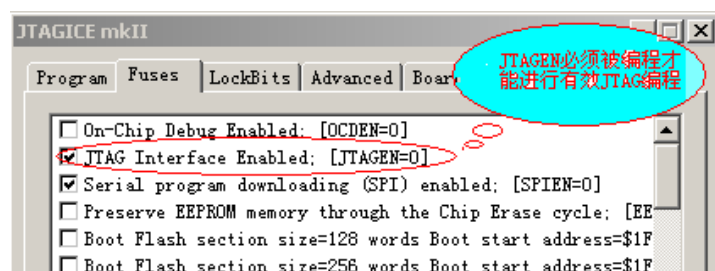 JTAGICE mkII
JTAGEN必须被编程才
能进行有效JTAG编程
Program Fuses LockBits Advanced Boar
On-Chip Debug Enabled; [OCDEN=0]
JTAG Interface Enabled; [JTAGEN=0]
Serial program downloading (SPI) enabled; [SPIEN=0]
Preserve EEPROM memory through the Chip Erase cycle; [EE
Boot Flash section size=128 words Boot start address=$1F
Boot Flash section size=256 words Boot start address=$1F